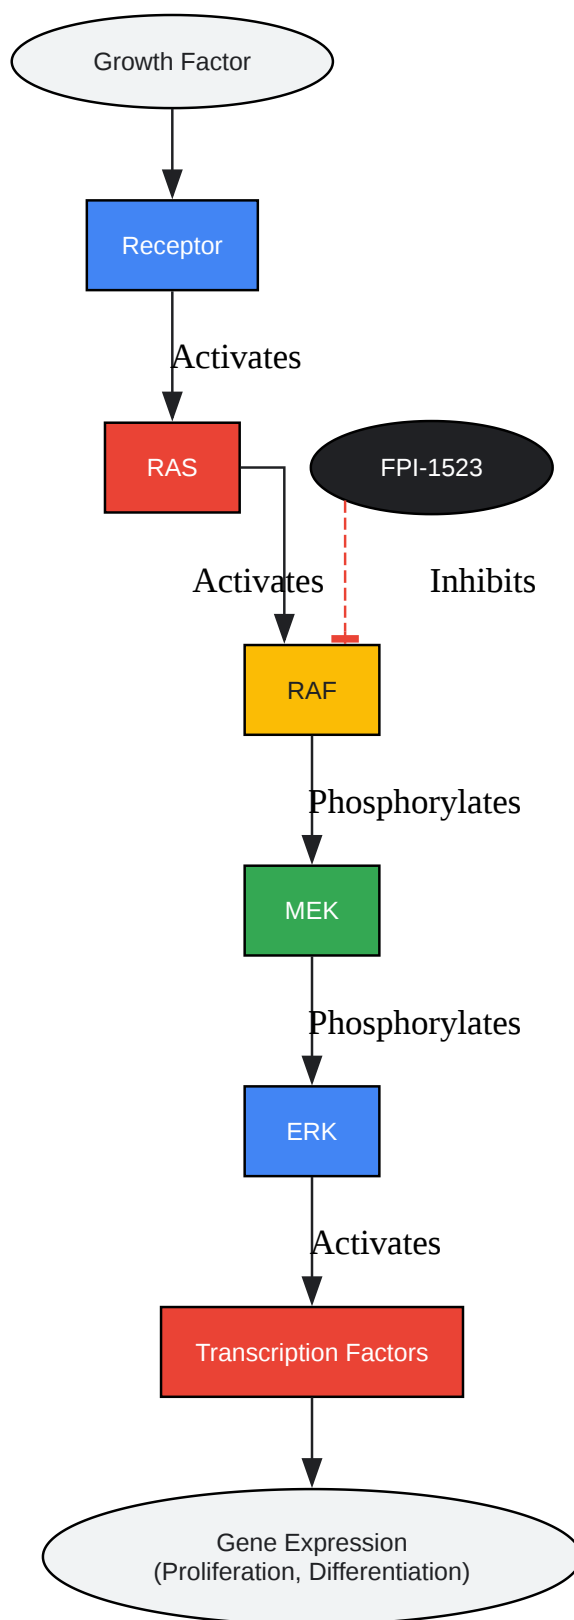 Growth Factor
Receptor
Activates
RAS
FPI-1523
Activates
Inhibits
RAF
Phosphorylates
MEK
Phosphorylates
ERK
Activates
Transcription Factors
Gene Expression
(Proliferation, Differentiation)